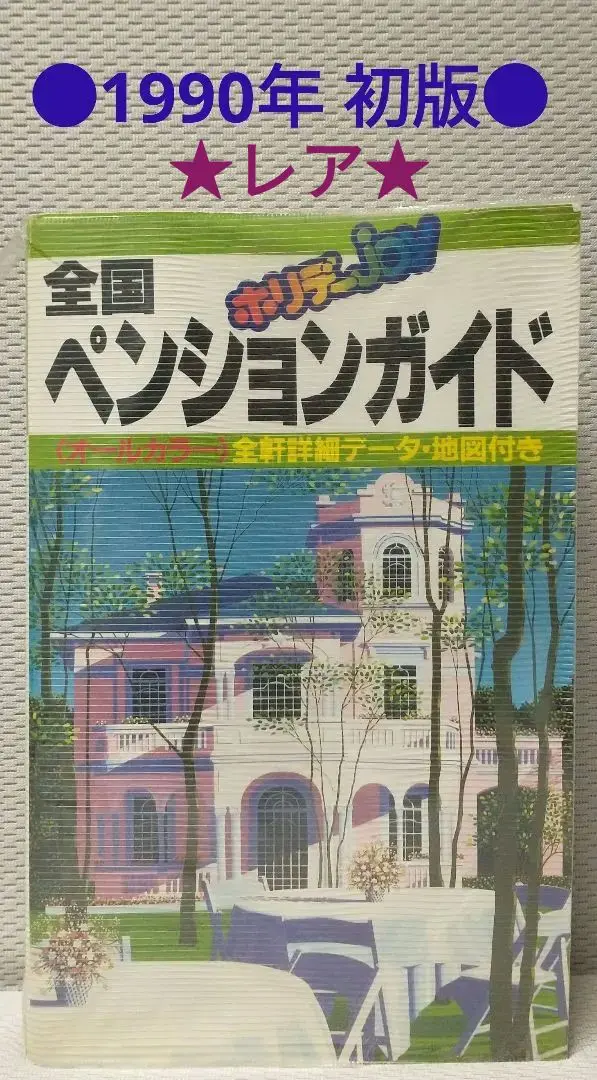 ●1990年 初版●
★レア★
ホリデーjoy
全国
ペンションガイド
〈オールカラー〉全軒詳細データ・地図付き